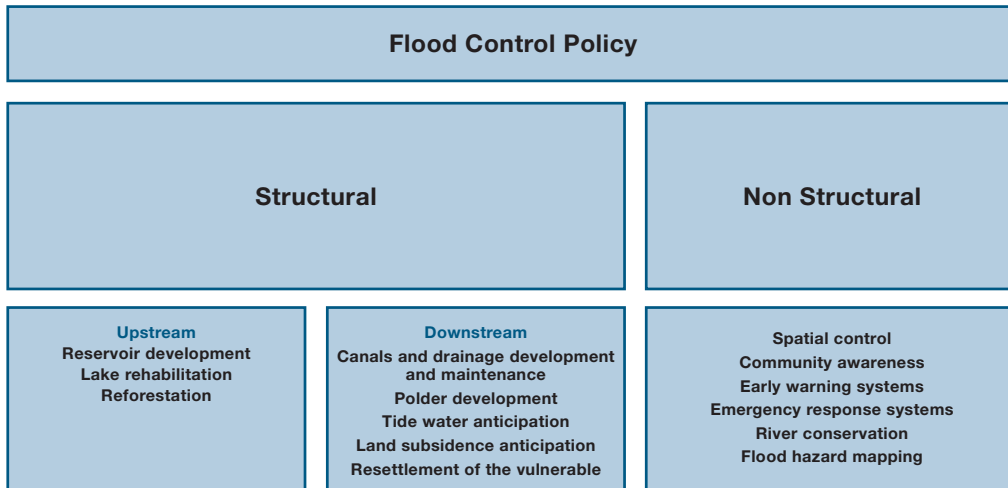 Flood Control Policy
Structural
Non Structural
Upstream
Reservoir development
Lake rehabilitation
Reforestation
Downstream
Canals and drainage development
and maintenance
Polder development
Tide water anticipation
Land subsidence anticipation
Resettlement of the vulnerable
Spatial control
Community awareness
Early warning systems
Emergency response systems
River conservation
Flood hazard mapping